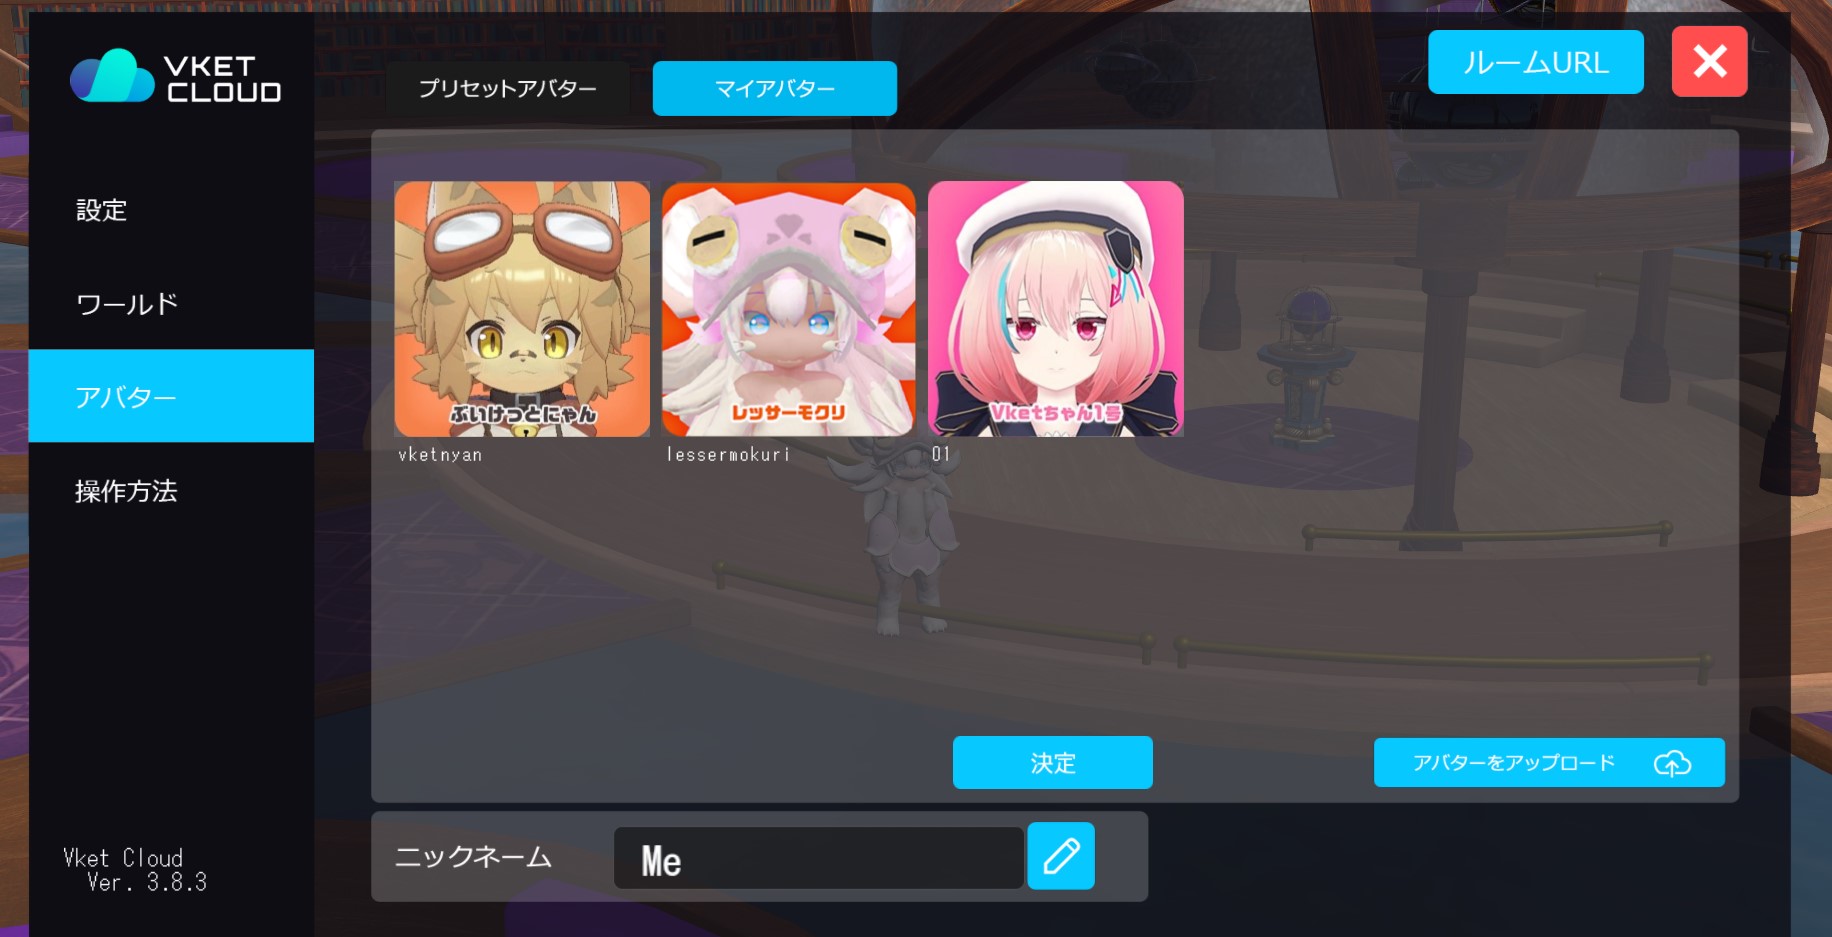 VKET
CLOUD
プリセットアバター
マイアバター
ルームURL
設定
ワールド
アバター
操作方法
ぶいけっとにゃん
レッサーモクリ
Vketちゃん1号
vketnyan
lessermokuri
01
決定
アバターをアップロード
ニックネーム
Me
Vket Cloud
Ver. 3.8.3